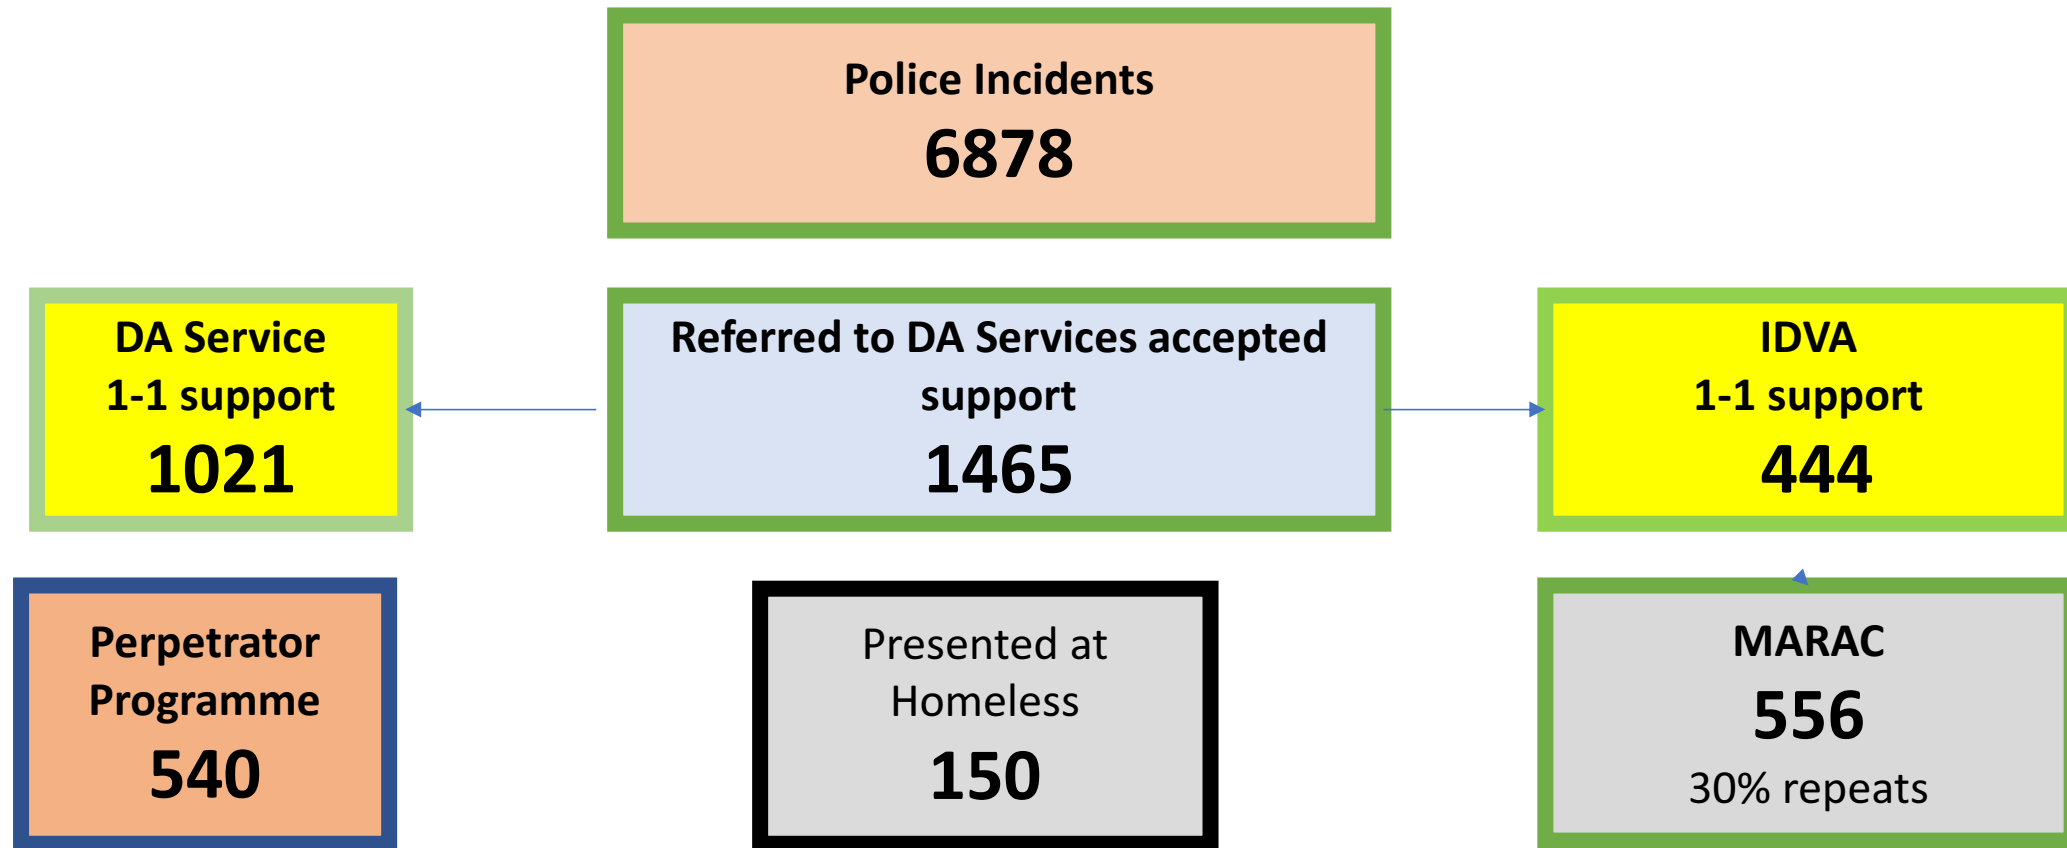 Police Incidents
6878
DA Service
1-1 support
1021
Referred to DA Services accepted
support
1465
IDVA
1-1 support
444
Perpetrator
Programme
540
Presented at
Homeless
150
MARAC
556
30% repeats